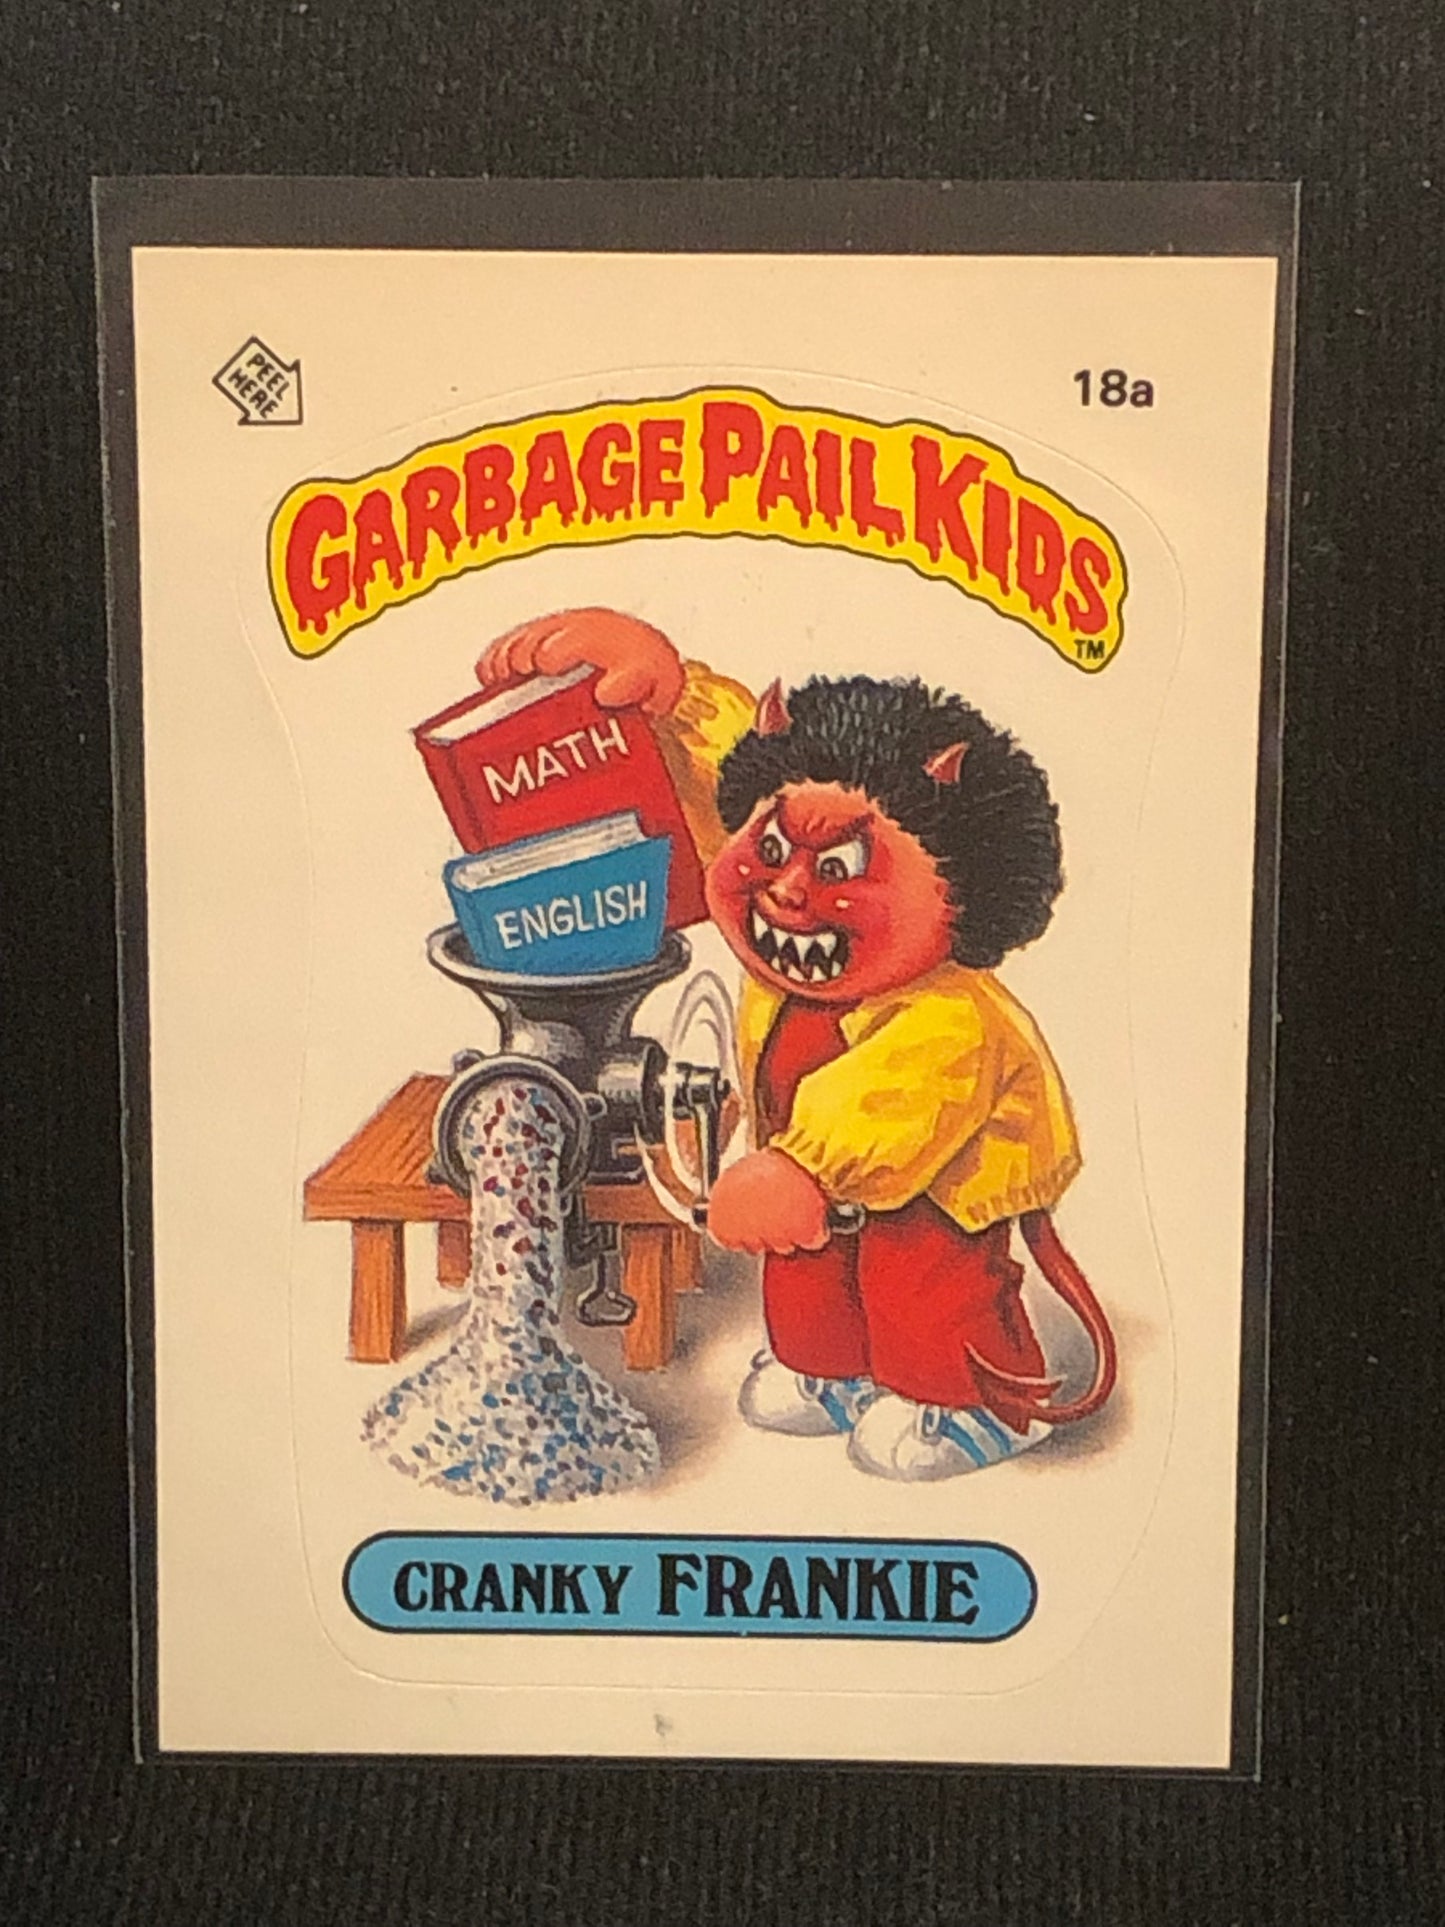 PEEL
HERE
18a
GARBAGE PAIL KIDS
TM
MATH
ENGLISH
CRANKY FRANKIE